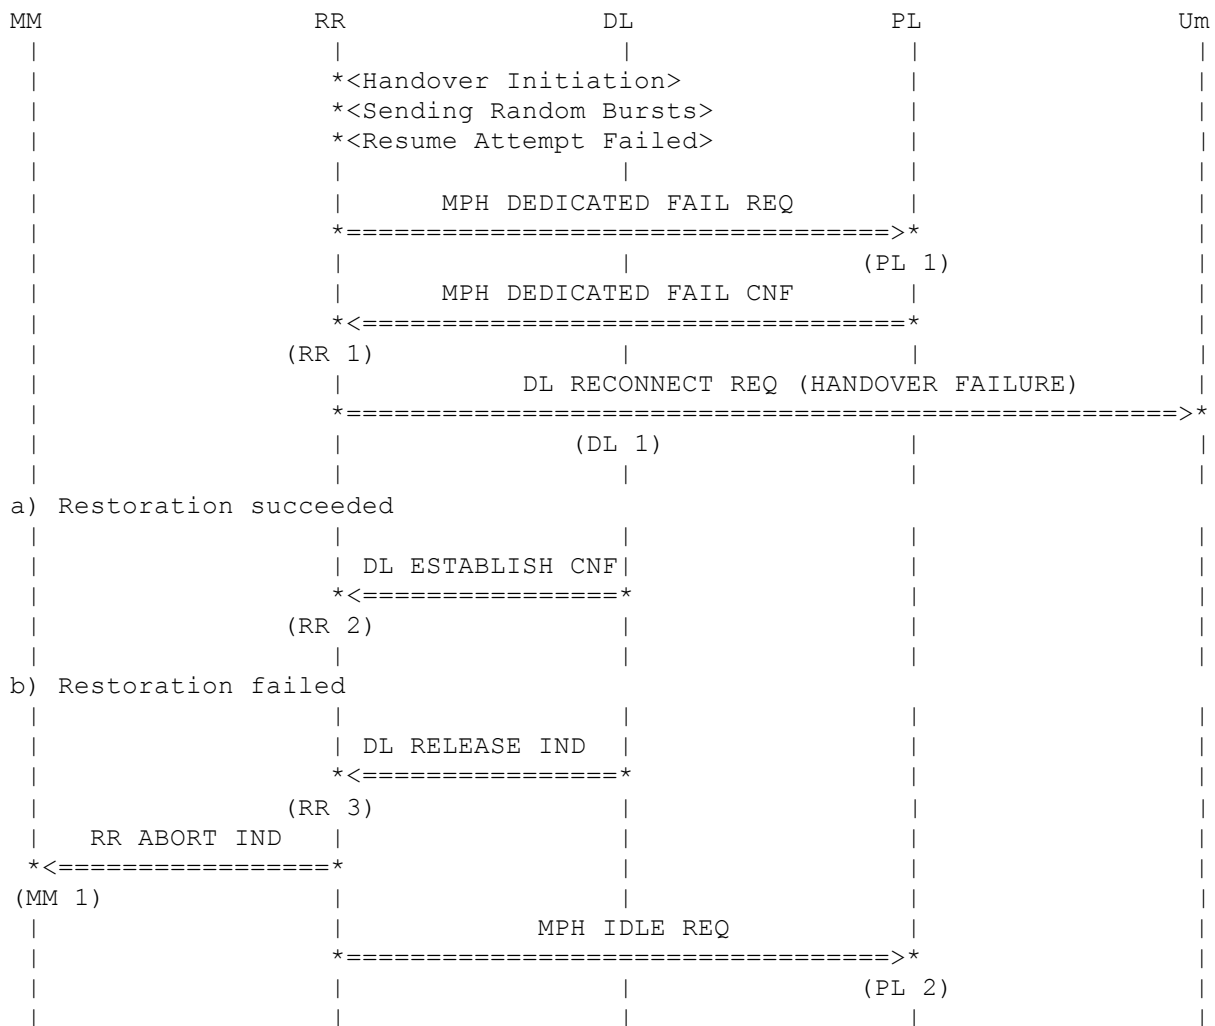 MM RR DL PL Um
*<Handover Initiation>
*<Sending Random Bursts>
*<Resume Attempt Failed>
MPH DEDICATED FAIL REQ
*==================================>*
(PL 1)
MPH DEDICATED FAIL CNF
*<==================================*
(RR 1)
DL RECONNECT REQ (HANDOVER FAILURE)
*====================================================>*
(DL 1)
a) Restoration succeeded
DL ESTABLISH CNF
*<================*
(RR 2)
b) Restoration failed
DL RELEASE IND
*<================*
(RR 3)
RR ABORT IND
*<=================*
(MM 1)
MPH IDLE REQ
*==================================>*
(PL 2)